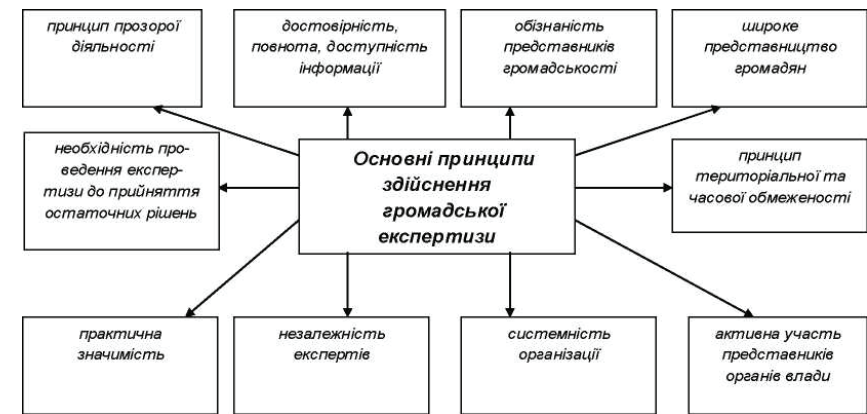 принцип прозорої
діяльності
достовірність,
повнота, доступність
інформації
обізнаність
представників
громадськості
широке
представництво
громадян
необхідність про-
ведення експер-
тизи до прийняття
остаточних рішень
Основні принципи
здійснення
громадської
експертизи
принцип
територіальної та
часової обмеженості
практична
значимість
незалежність
експертів
системність
організації
активна участь
представників
органів влади